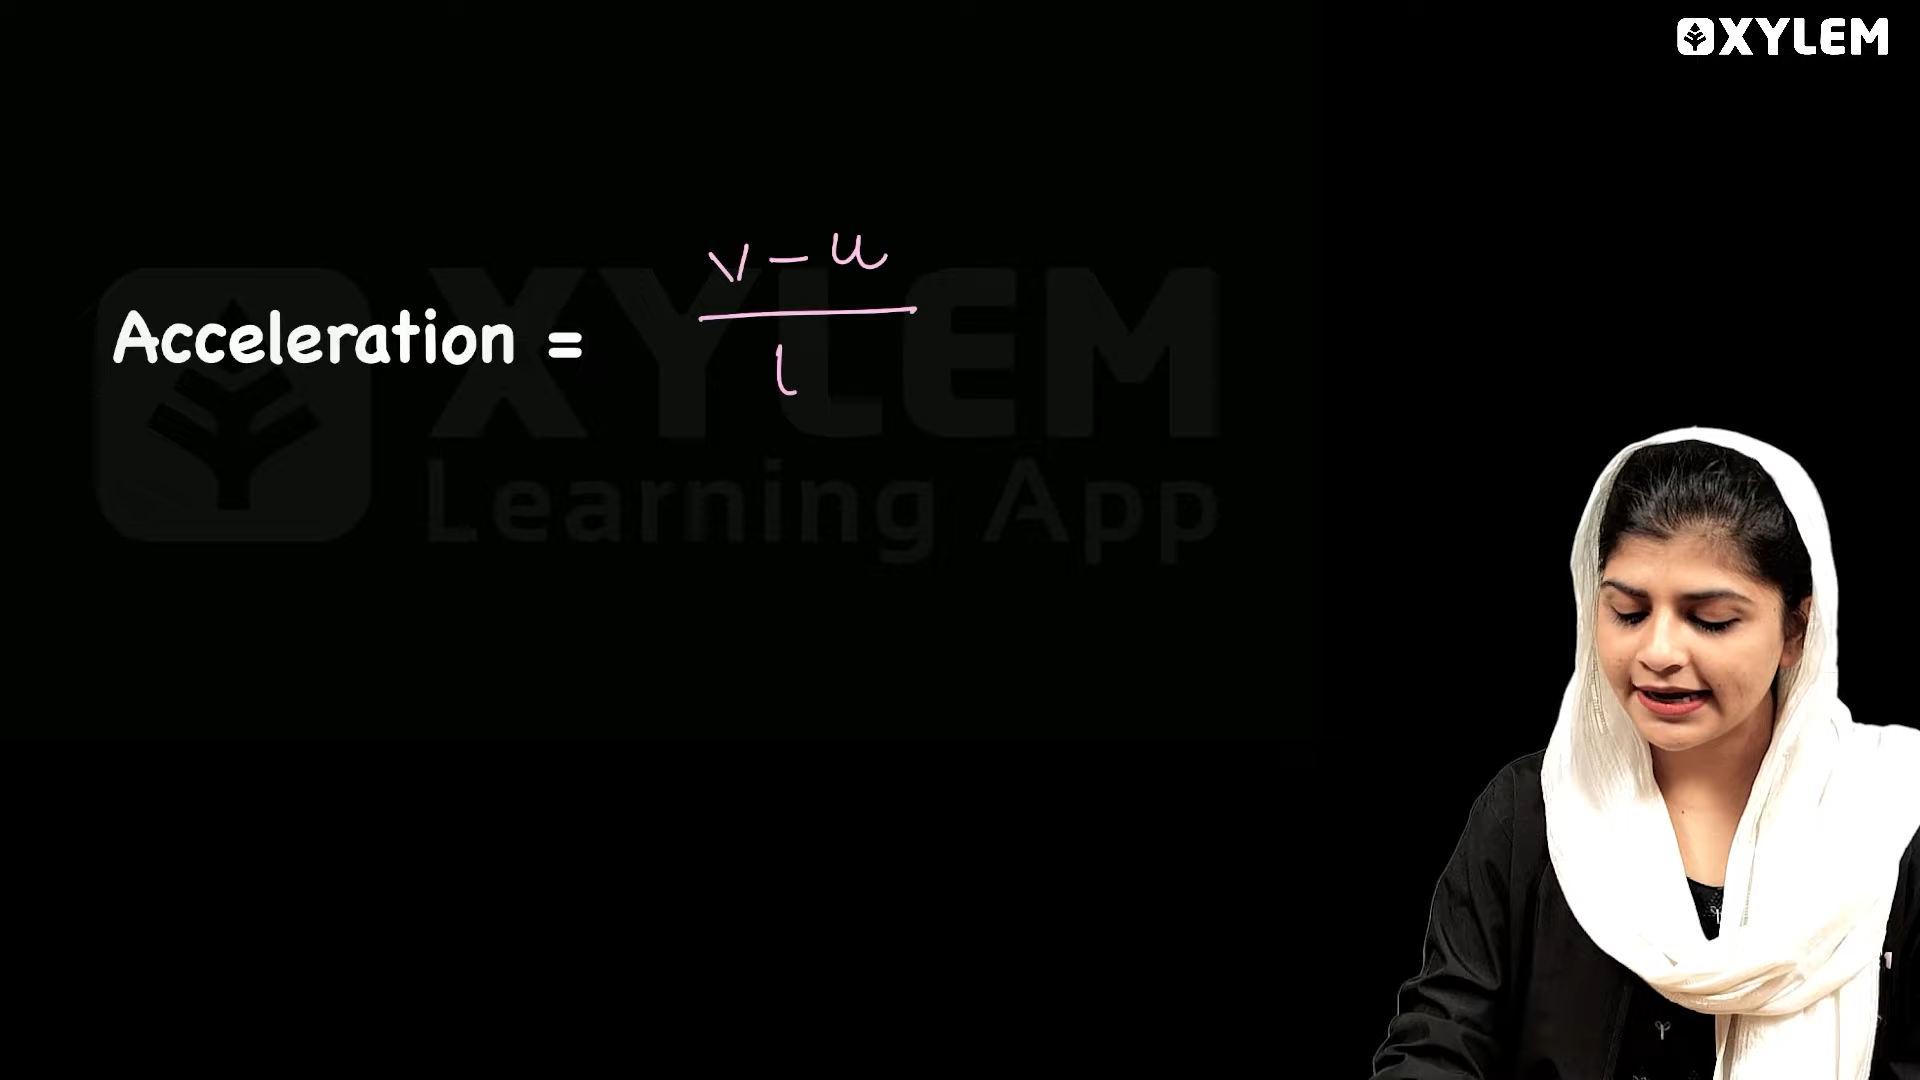 XYLEM
v - u
Acceleration =
l
XYLEM
Learning App